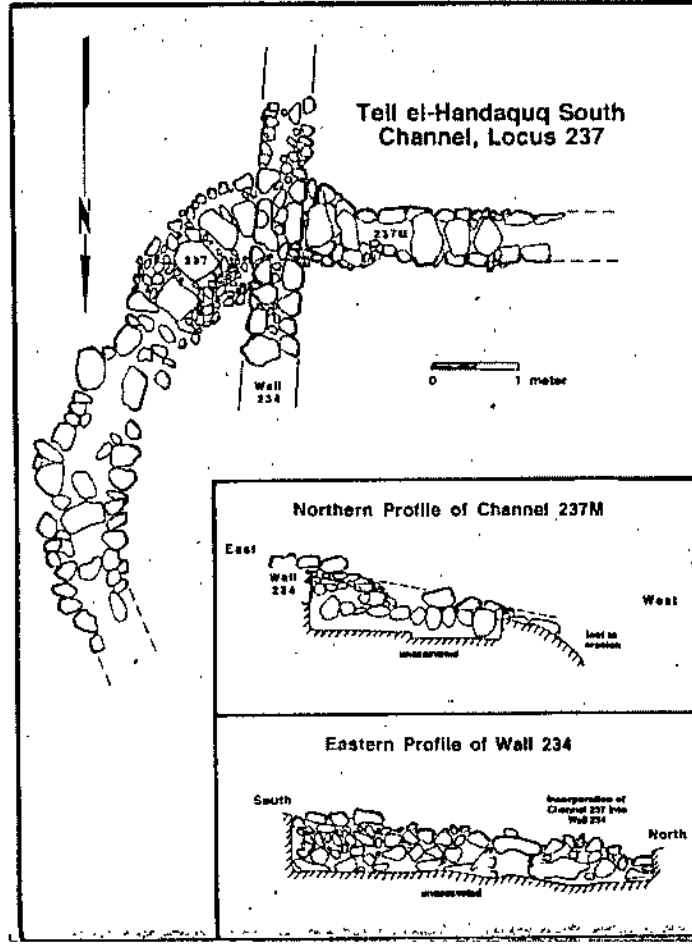 Tell el-Handaquq South
Channel, Locus 237
N
237
237M
Wall
234
0 1 meter
Northern Profile of Channel 237M
East
Wall
234
West
lost to
erosion
unexcavated
Eastern Profile of Wall 234
South
Incorporation of
Channel 237 into
Wall 234
North
unexcavated